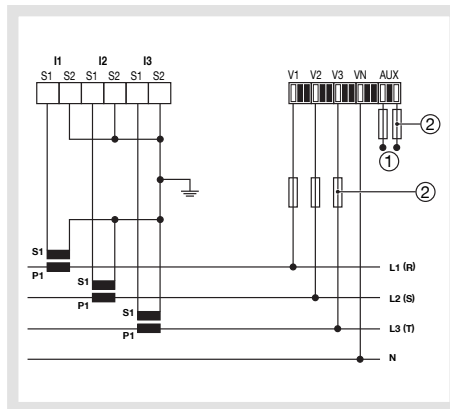 I1 I2 I3
S1 S2 S1 S2 S1 S2
V1 V2 V3 VN AUX
2
1
2
S1
P1
L1 (R)
S1
P1
L2 (S)
S1
P1
L3 (T)
N